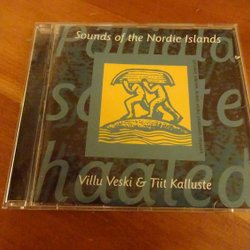 Põhjala
Sounds of the Nordic Islands
saarte
hääled
Villu Veski & Tiit Kalluste